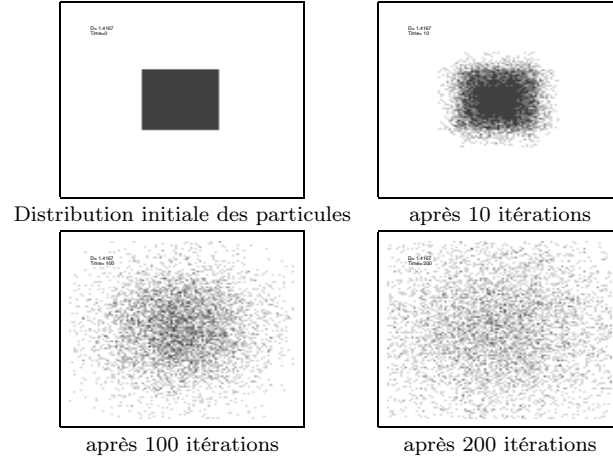 D= 1.4167
Time=0
D= 1.4167
Time= 10
Distribution initiale des particules
après 10 itérations
D= 1.4167
Time= 100
D= 1.4167
Time= 200
après 100 itérations
après 200 itérations